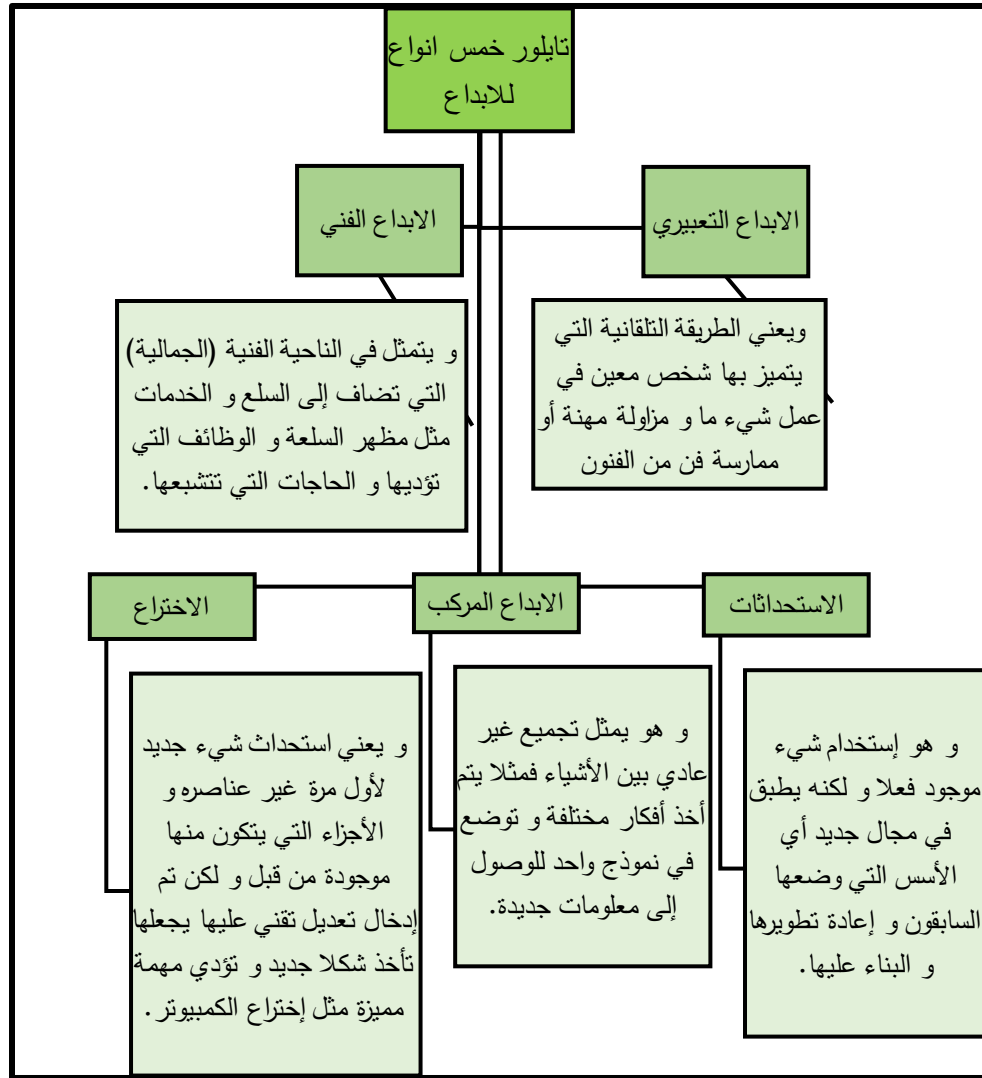 تايلور خمس انواع
للابداع
الابداع التعبيري
ويعني الطريقة التلقانية التي
يتميز بها شخص معين في
عمل شيء ما و مزاولة مهنة أو
ممارسة فن من الفنون
الابداع الفني
و يتمثل في الناحية الفنية (الجمالية)
التي تضاف إلى السلع و الخدمات
مثل مظهر السلعة و الوظائف التي
تؤديها و الحاجات التي تتشبعها.
الاستحداثات
و هو إستخدام شيء
موجود فعلا و لكنه يطبق
في مجال جديد أي
الأسس التي وضعها
السابقون و إعادة تطويرها
و البناء عليها.
الابداع المركب
و هو يمثل تجميع غير
عادي بين الأشياء فمثلا يتم
أخذ أفكار مختلفة و توضع
في نموذج واحد للوصول
إلى معلومات جديدة.
الاختراع
و يعني استحداث شيء جديد
لأول مرة غير عناصره و
الأجزاء التي يتكون منها
موجودة من قبل و لكن تم
إدخال تعديل تقني عليها يجعلها
تأخذ شكلا جديد و تؤدي مهمة
مميزة مثل إختراع الكمبيوتر.